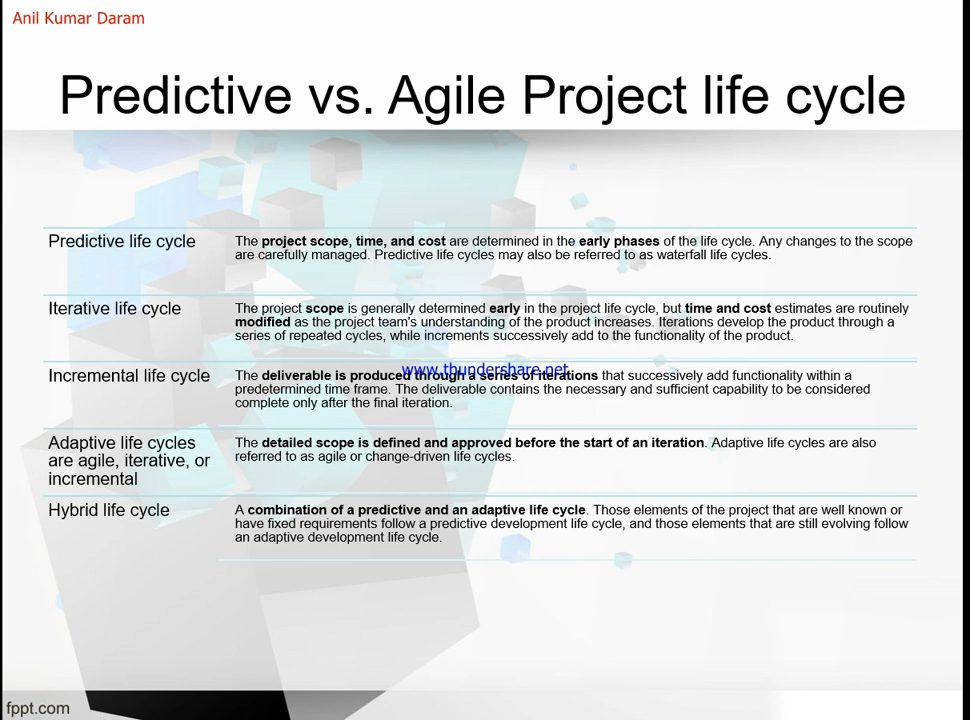 Anil Kumar Daram
Predictive vs. Agile Project life cycle
Predictive life cycle
The project scope, time, and cost are determined in the early phases of the life cycle. Any changes to the scope
are carefully managed. Predictive life cycles may also be referred to as waterfall life cycles.
Iterative life cycle
The project scope is generally determined early in the project life cycle, but time and cost estimates are routinely
modified as the project team's understanding of the product increases. Iterations develop the product through a
series of repeated cycles, while increments successively add to the functionality of the product.
www.thundershare.net
Incremental life cycle
The deliverable is produced through a series of iterations that successively add functionality within a
predetermined time frame. The deliverable contains the necessary and sufficient capability to be considered
complete only after the final iteration.
Adaptive life cycles
are agile, iterative, or
incremental
The detailed scope is defined and approved before the start of an iteration. Adaptive life cycles are also
referred to as agile or change-driven life cycles.
Hybrid life cycle
A combination of a predictive and an adaptive life cycle. Those elements of the project that are well known or
have fixed requirements follow a predictive development life cycle, and those elements that are still evolving follow
an adaptive development life cycle.
fppt.com